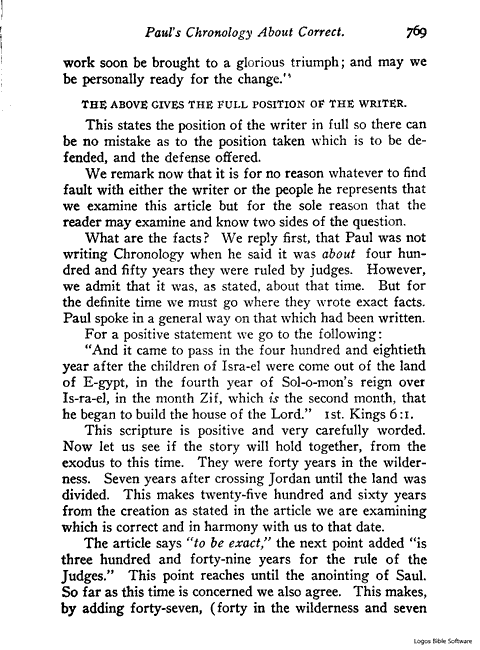 Paul's Chronology About Correct. 769
work soon be brought to a glorious triumph; and may we
be personally ready for the change."
THE ABOVE GIVES THE FULL POSITION OF THE WRITER.
This states the position of the writer in full so there can
be no mistake as to the position taken which is to be de-
fended, and the defense offered.
We remark now that it is for no reason whatever to find
fault with either the writer or the people he represents that
we examine this article but for the sole reason that the
reader may examine and know two sides of the question.
What are the facts? We reply first, that Paul was not
writing Chronology when he said it was about four hun-
dred and fifty years they were ruled by judges. However,
we admit that it was, as stated, about that time. But for
the definite time we must go where they wrote exact facts.
Paul spoke in a general way on that which had been written.
For a positive statement we go to the following:
"And it came to pass in the four hundred and eightieth
year after the children of Isra-el were come out of the land
of E-gypt, in the fourth year of Sol-o-mon's reign over
Is-ra-el, in the month Zif, which is the second month, that
he began to build the house of the Lord." 1st. Kings 6:1.
This scripture is positive and very carefully worded.
Now let us see if the story will hold together, from the
exodus to this time. They were forty years in the wilder-
ness. Seven years after crossing Jordan until the land was
divided. This makes twenty-five hundred and sixty years
from the creation as stated in the article we are examining
which is correct and in harmony with us to that date.
The article says "to be exact," the next point added "is
three hundred and forty-nine years for the rule of the
Judges." This point reaches until the anointing of Saul.
So far as this time is concerned we also agree. This makes,
by adding forty-seven, (forty in the wilderness and seven
Logos Bible Software